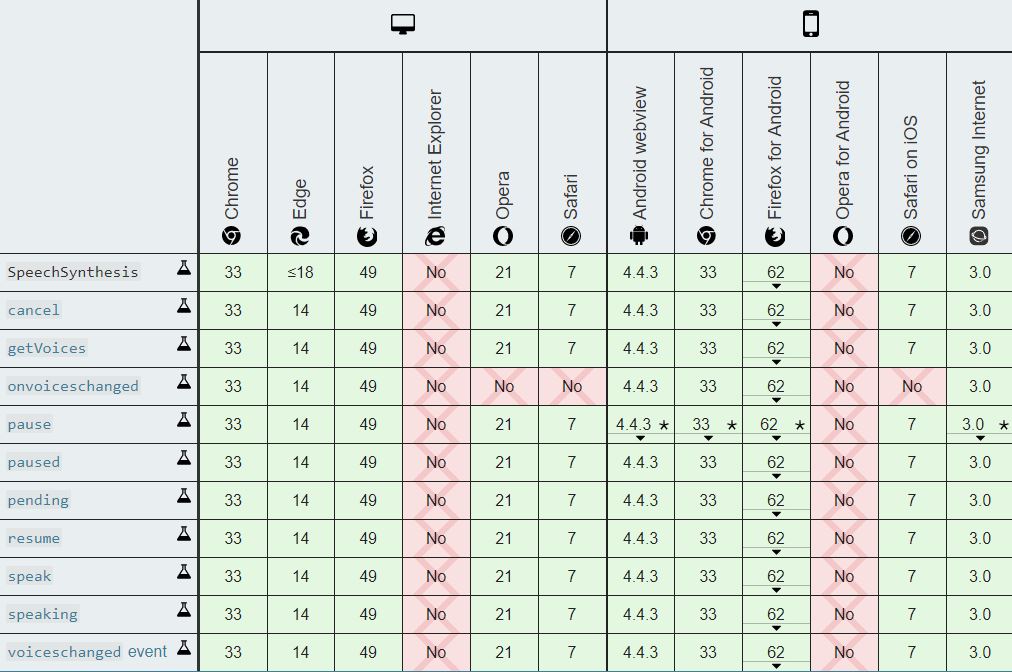 Chrome Edge Firefox Internet Explorer Opera Safari Android webview Chrome for Android Firefox for Android Opera for Android Safari on iOS Samsung Internet
SpeechSynthesis 33 ≤18 49 No 21 7 4.4.3 33 62 No 7 3.0
cancel 33 14 49 No 21 7 4.4.3 33 62 No 7 3.0
getVoices 33 14 49 No 21 7 4.4.3 33 62 No 7 3.0
onvoiceschanged 33 14 49 No No No 4.4.3 33 62 No No 3.0
pause 33 14 49 No 21 7 4.4.3 * 33 * 62 * No 7 3.0 *
paused 33 14 49 No 21 7 4.4.3 33 62 No 7 3.0
pending 33 14 49 No 21 7 4.4.3 33 62 No 7 3.0
resume 33 14 49 No 21 7 4.4.3 33 62 No 7 3.0
speak 33 14 49 No 21 7 4.4.3 33 62 No 7 3.0
speaking 33 14 49 No 21 7 4.4.3 33 62 No 7 3.0
voiceschanged event 33 14 49 No 21 7 4.4.3 33 62 No 7 3.0